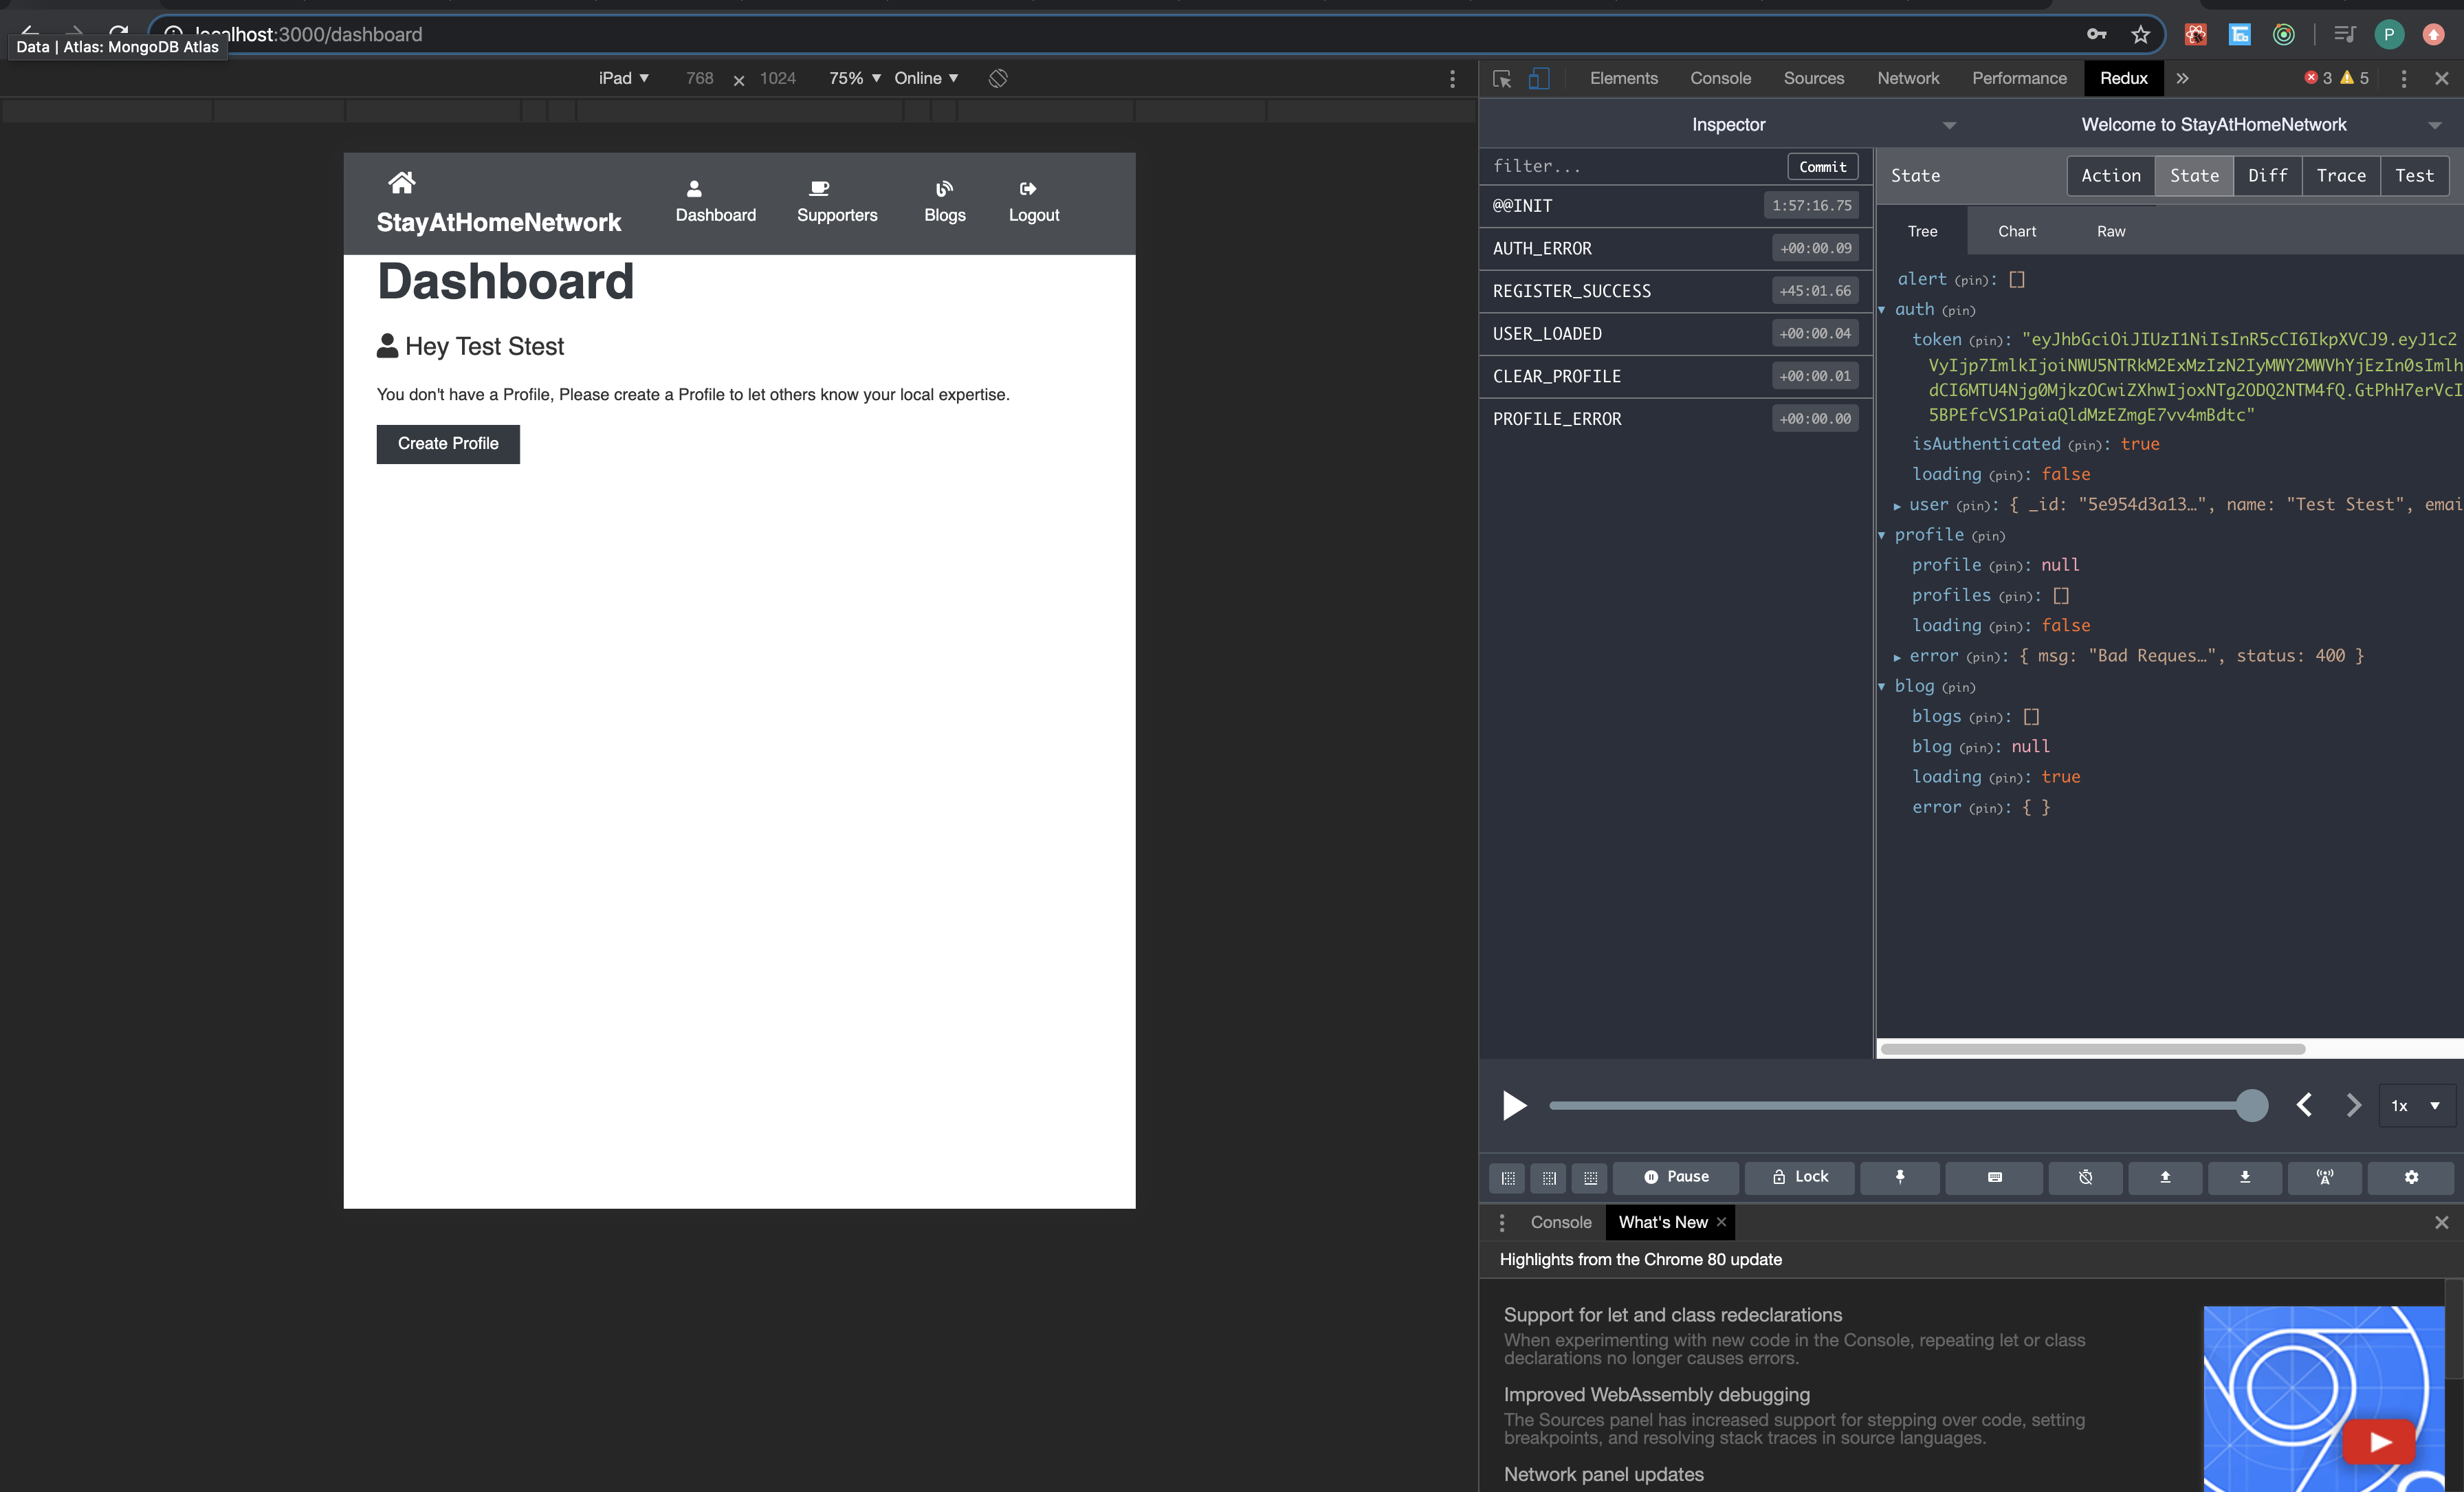 localhost:3000/dashboard
Data | Atlas: MongoDB Atlas
P
iPad ▼ 768 × 1024 75% ▼ Online ▼
Elements Console Sources Network Performance Redux » 3 5
Inspector Welcome to StayAtHomeNetwork
StayAtHomeNetwork
Dashboard Supporters Blogs Logout
Dashboard
Hey Test Stest
You don't have a Profile, Please create a Profile to let others know your local expertise.
Create Profile
filter... Commit
@@INIT 1:57:16.75
AUTH_ERROR +00:00.09
REGISTER_SUCCESS +45:01.66
USER_LOADED +00:00.04
CLEAR_PROFILE +00:00.01
PROFILE_ERROR +00:00.00
State Action State Diff Trace Test
Tree Chart Raw
alert (pin): []
auth (pin)
token (pin): "eyJhbGciOiJIUzI1NiIsInR5cCI6IkpXVCJ9.eyJ1c2
VyIjp7ImlkIjoiNWU5NTRkM2ExMzIzN2IyMWY2MWVhYjEzIn0sImlh
dCI6MTU4Njg0MjkzOCwiZXhwIjoxNTg2ODQ2NTM4fQ.GtPhH7erVcI
5BPEfcVS1PaiaQldMzEZmgE7vv4mBdtc"
isAuthenticated (pin): true
loading (pin): false
user (pin): { _id: "5e954d3a13…", name: "Test Stest", emai
profile (pin)
profile (pin): null
profiles (pin): []
loading (pin): false
error (pin): { msg: "Bad Reques…", status: 400 }
blog (pin)
blogs (pin): []
blog (pin): null
loading (pin): true
error (pin): { }
1x
Pause Lock
Console What's New ×
Highlights from the Chrome 80 update
Support for let and class redeclarations
When experimenting with new code in the Console, repeating let or class
declarations no longer causes errors.
Improved WebAssembly debugging
The Sources panel has increased support for stepping over code, setting
breakpoints, and resolving stack traces in source languages.
Network panel updates